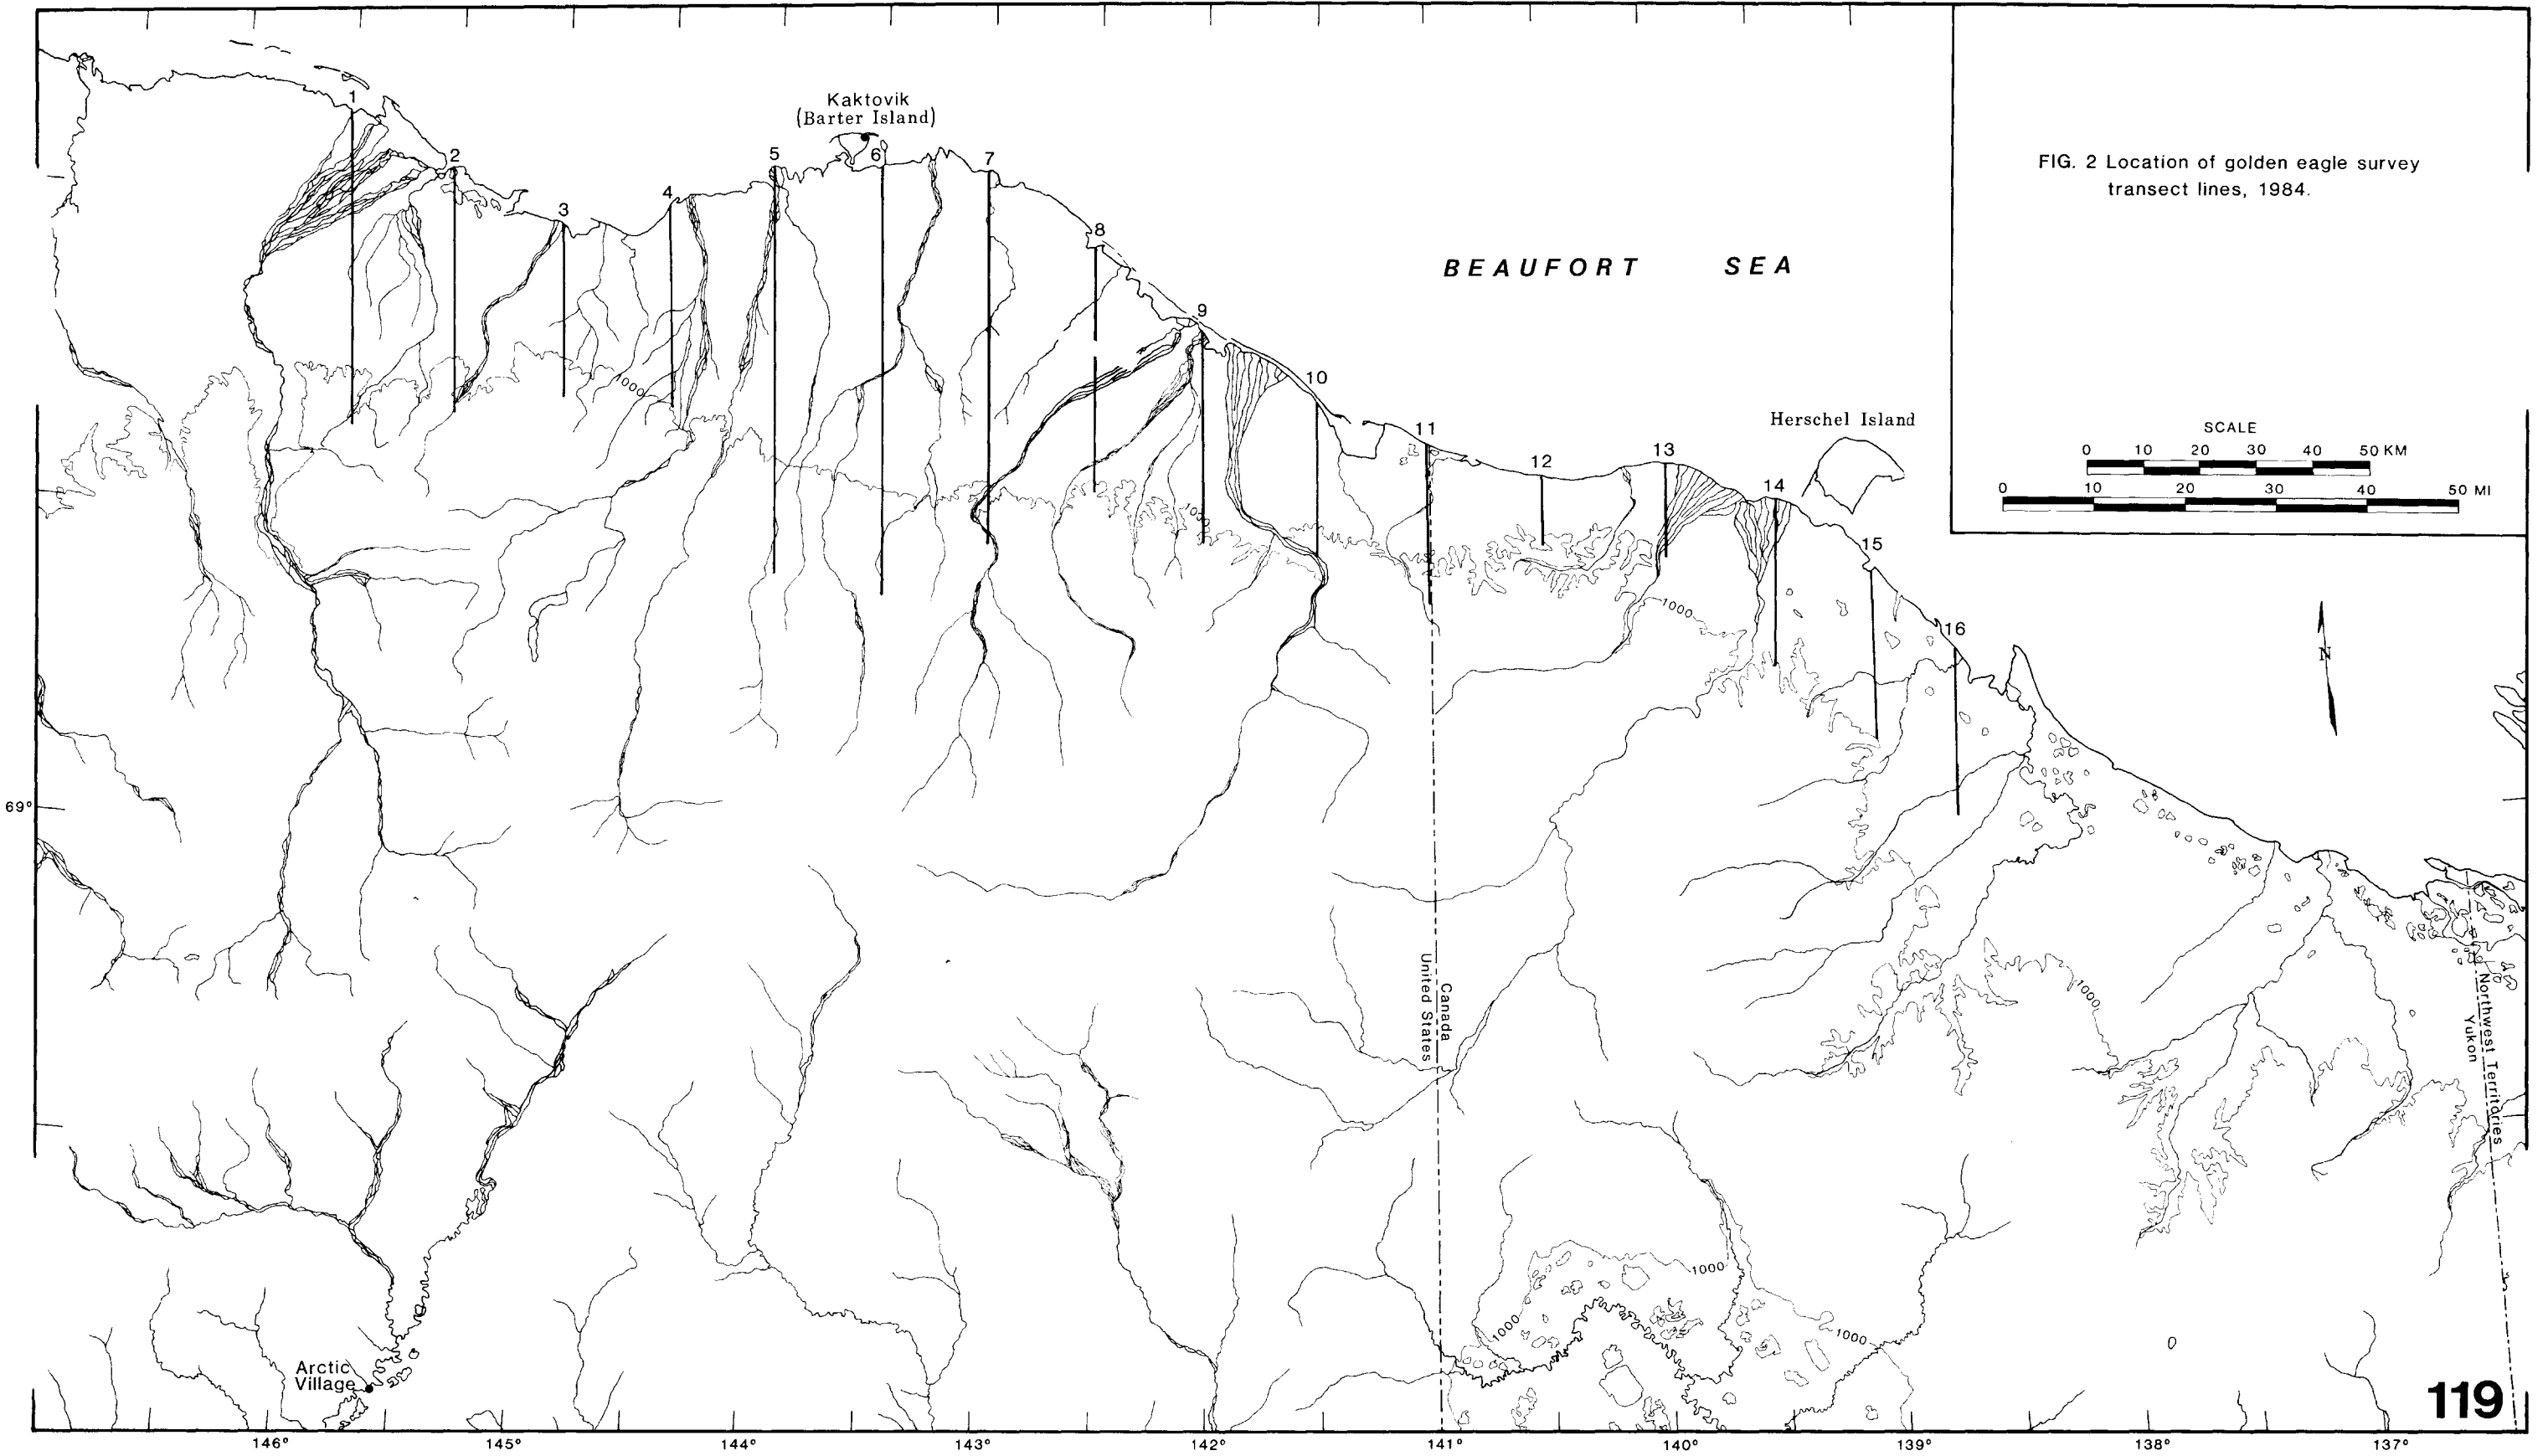 FIG. 2 Location of golden eagle survey
transect lines, 1984.
1
2
3
4
5
6
7
8
9
10
11
12
13
14
15
16
Kaktovik
(Barter Island)
BEAUFORT SEA
Herschel Island
SCALE
0 10 20 30 40 50 KM
0 10 20 30 40 50 MI
N
1000
1000
1000
1000
1000
1000
1000
69°
United States
Canada
Northwest Territories
Yukon
Arctic
Village
119
146° 145° 144° 143° 142° 141° 140° 139° 138° 137°